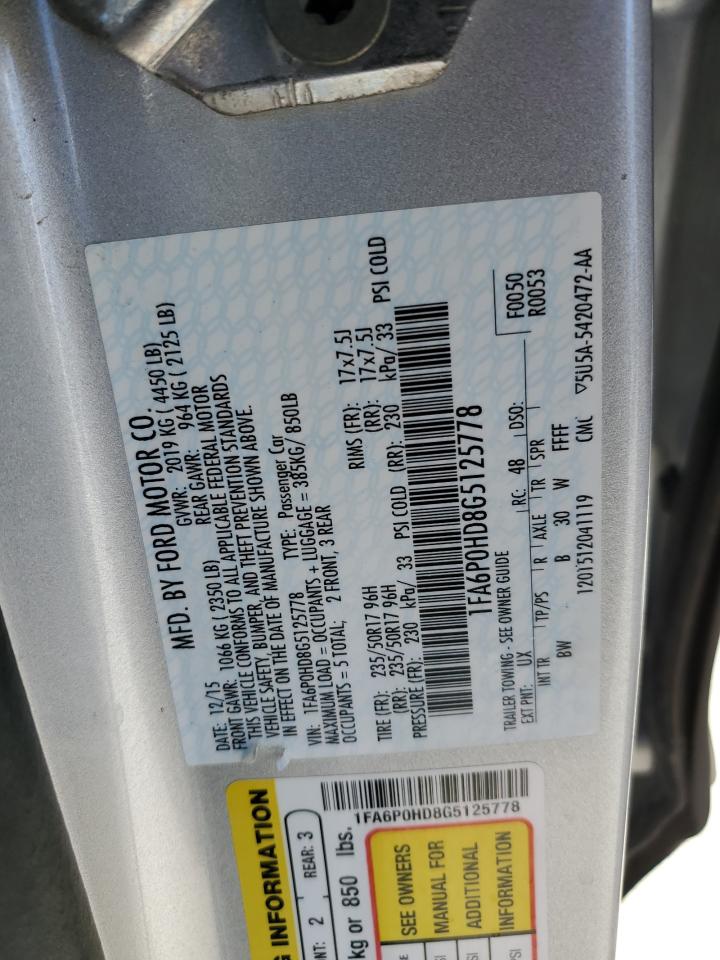 MFD. BY FORD MOTOR CO.
DATE: 12/15 GVWR: 2019 KG ( 4450 LB)
FRONT GAWR: 1066 KG ( 2350 LB) REAR GAWR: 964 KG ( 2125 LB)
THIS VEHICLE CONFORMS TO ALL APPLICABLE FEDERAL MOTOR
VEHICLE SAFETY, BUMPER, AND THEFT PREVENTION STANDARDS
IN EFFECT ON THE DATE OF MANUFACTURE SHOWN ABOVE.
VIN: 1FA6P0HD8G5125778 TYPE: Passenger Car
MAXIMUM LOAD = OCCUPANTS + LUGGAGE = 385KG/ 850LB
OCCUPANTS = 5 TOTAL: 2 FRONT, 3 REAR
TIRE (FR): 235/50R17 96H RIMS (FR): 17x7.5J
(RR): 235/50R17 96H (RR): 17x7.5J
PRESSURE (FR): 230 kPa/ 33 PSI COLD (RR): 230 kPa/ 33 PSI COLD
1FA6P0HD8G5125778
TRAILER TOWING - SEE OWNER GUIDE F0050
EXT PNT: UX RC: 48 DSO: R0053
INT TR TP/PS R AXLE TR SPR
BW B 30 W FFFF
120Y512041119 CMC ▽5U5A-5420472-AA
1FA6P0HD8G5125778
G INFORMATION
NT: 2 REAR: 3
kg or 850 lbs.
SEE OWNERS
MANUAL FOR
ADDITIONAL
INFORMATION